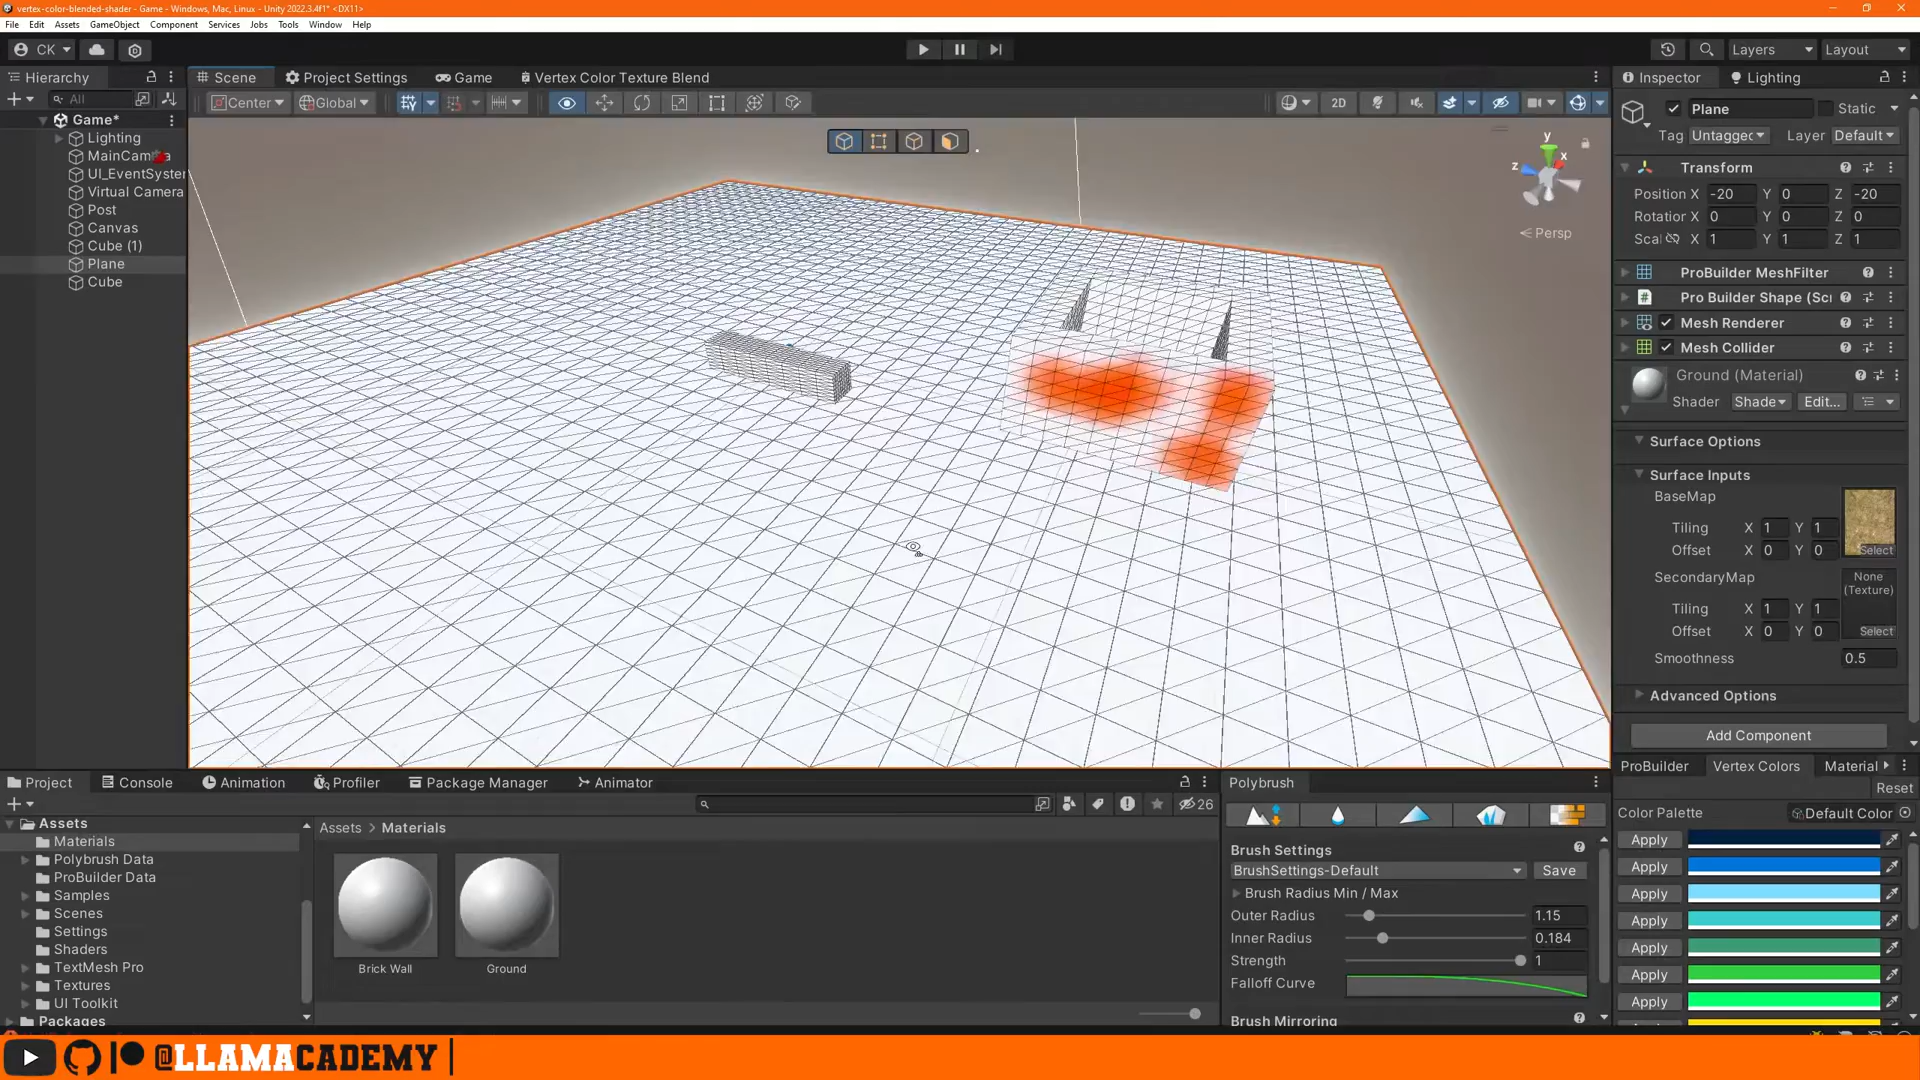 vertex-color-blended-shader - Game - Windows, Mac, Linux - Unity 2022.3.4f1* <DX11>
File Edit Assets GameObject Component Services Jobs Tools Window Help
CK Layers Layout
Hierarchy Scene Project Settings Game Vertex Color Texture Blend Inspector Lighting
All Center Global 2D
Plane Static
Tag Untagged Layer Default
Game*
Lighting
MainCam
UI_EventSyster
Virtual Camera
Post
Canvas
Cube (1)
Plane
Cube
y
x
z
Persp
Transform
Position X -20 Y 0 Z -20
Rotation X 0 Y 0 Z 0
Scal X 1 Y 1 Z 1
ProBuilder MeshFilter
Pro Builder Shape (Scr
Mesh Renderer
Mesh Collider
Ground (Material)
Shader Shade Edit...
Surface Options
Surface Inputs
BaseMap
Tiling X 1 Y 1
Offset X 0 Y 0 Select
SecondaryMap None
(Texture)
Tiling X 1 Y 1
Offset X 0 Y 0 Select
Smoothness 0.5
Advanced Options
Add Component
Project Console Animation Profiler Package Manager Animator
26
Assets
Materials
Polybrush Data
ProBuilder Data
Samples
Scenes
Settings
Shaders
TextMesh Pro
Textures
UI Toolkit
Packages
Assets > Materials
Brick Wall
Ground
Polybrush
Brush Settings
BrushSettings-Default Save
Brush Radius Min / Max
Outer Radius 1.15
Inner Radius 0.184
Strength 1
Falloff Curve
Brush Mirroring
ProBuilder Vertex Colors Material
Reset
Color Palette Default Color
Apply
Apply
Apply
Apply
Apply
Apply
Apply
@LLAMACADEMY